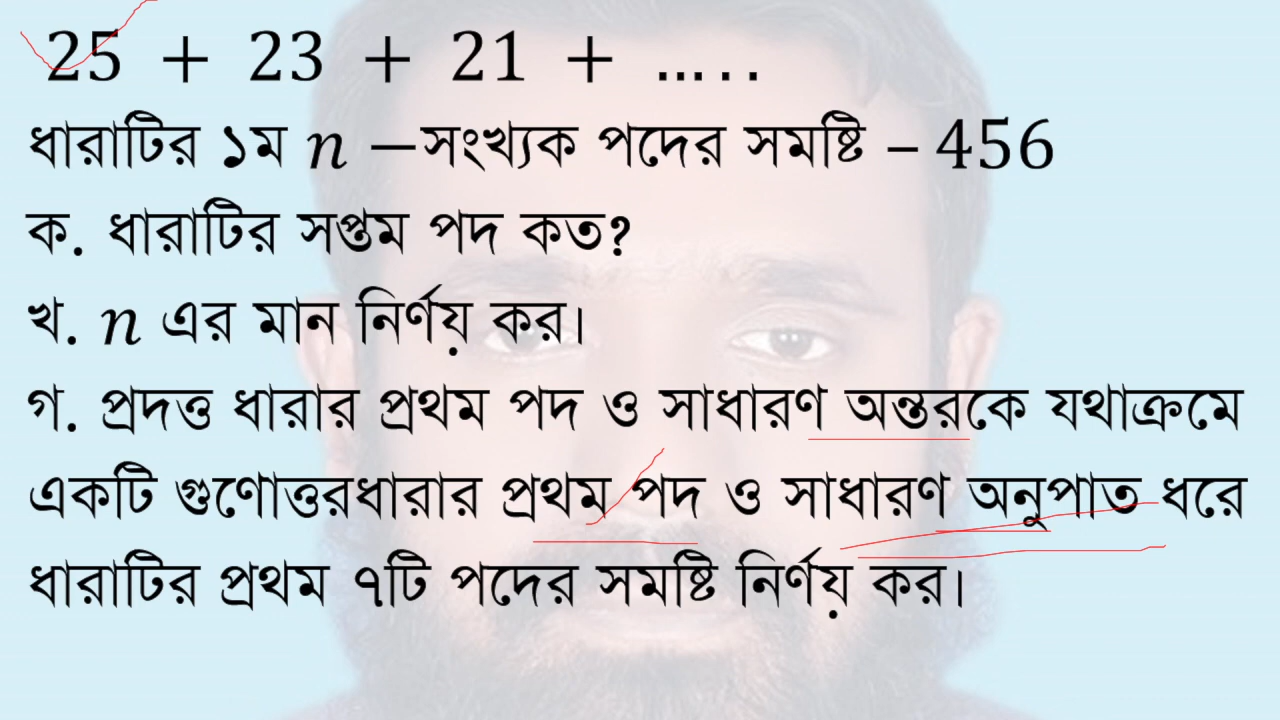 25 + 23 + 21 + .....
ধারাটির ১ম n −সংখ্যক পদের সমষ্টি – 456
ক. ধারাটির সপ্তম পদ কত?
খ. n এর মান নির্ণয় কর।
গ. প্রদত্ত ধারার প্রথম পদ ও সাধারণ অন্তরকে যথাক্রমে
একটি গুণোত্তরধারার প্রথম পদ ও সাধারণ অনুপাত ধরে
ধারাটির প্রথম ৭টি পদের সমষ্টি নির্ণয় কর।